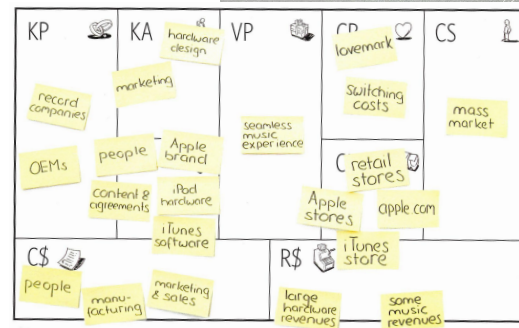 KP
KA
VP
CR
CS
hardware
design
lovemark
marketing
record
companies
switching
costs
mass
market
seamless
music
experience
OEMs
people
Apple
brand
content &
agreements
iPod
hardware
iTunes
software
C
retail
stores
Apple
stores
apple.com
iTunes
store
C$
people
manu-
facturing
marketing
& sales
R$
large
hardware
revenues
some
music
revenues